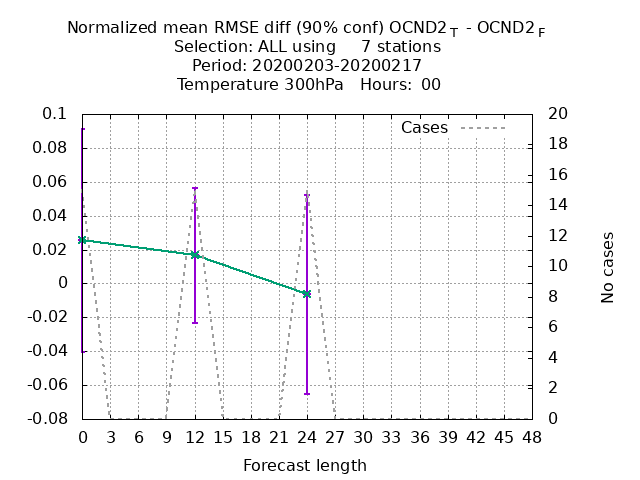 Normalized mean RMSE diff (90% conf) OCND2 T - OCND2 F
Selection: ALL using 7 stations
Period: 20200203-20200217
Temperature 300hPa Hours: 00
Cases
0.1
0.08
0.06
0.04
0.02
0
-0.02
-0.04
-0.06
-0.08
20
18
16
14
12
10
8
6
4
2
0
No cases
0 3 6 9 12 15 18 21 24 27 30 33 36 39 42 45 48
Forecast length